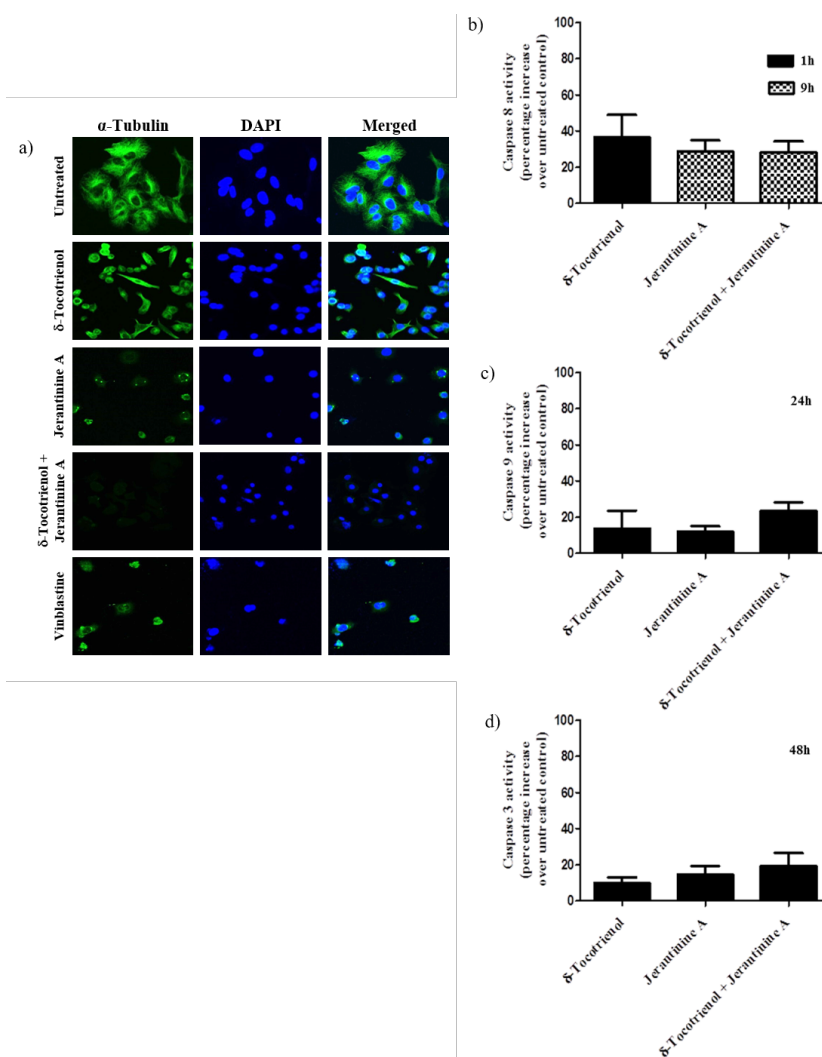 a)
α-Tubulin
DAPI
Merged
Untreated
δ-Tocotrienol
Jerantinine A
δ-Tocotrienol +
Jerantinine A
Vinblastine
b)
Caspase 8 activity
(percentage increase
over untreated control)
100
80
60
40
20
0
1h
9h
δ-Tocotrienol
Jerantinine A
δ-Tocotrienol + Jerantinine A
c)
Caspase 9 activity
(percentage increase
over untreated control)
100
80
60
40
20
0
24h
δ-Tocotrienol
Jerantinine A
δ-Tocotrienol + Jerantinine A
d)
Caspase 3 activity
(percentage increase
over untreated control)
100
80
60
40
20
0
48h
δ-Tocotrienol
Jerantinine A
δ-Tocotrienol + Jerantinine A